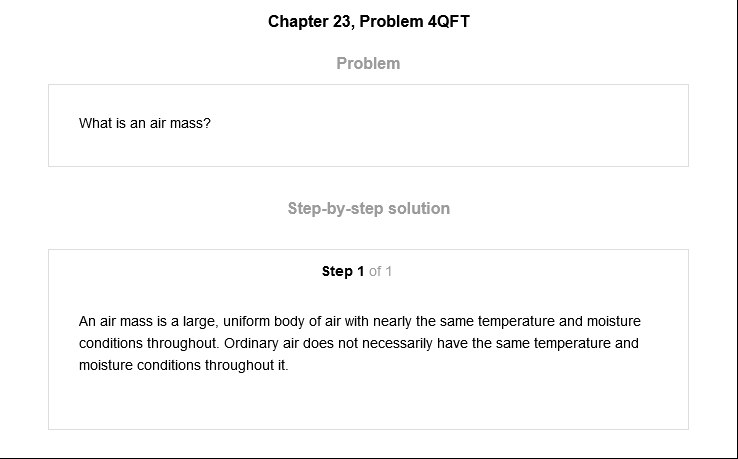 Chapter 23, Problem 4QFT
Problem
What is an air mass?
Step-by-step solution
Step 1 of 1
An air mass is a large, uniform body of air with nearly the same temperature and moisture
conditions throughout. Ordinary air does not necessarily have the same temperature and
moisture conditions throughout it.